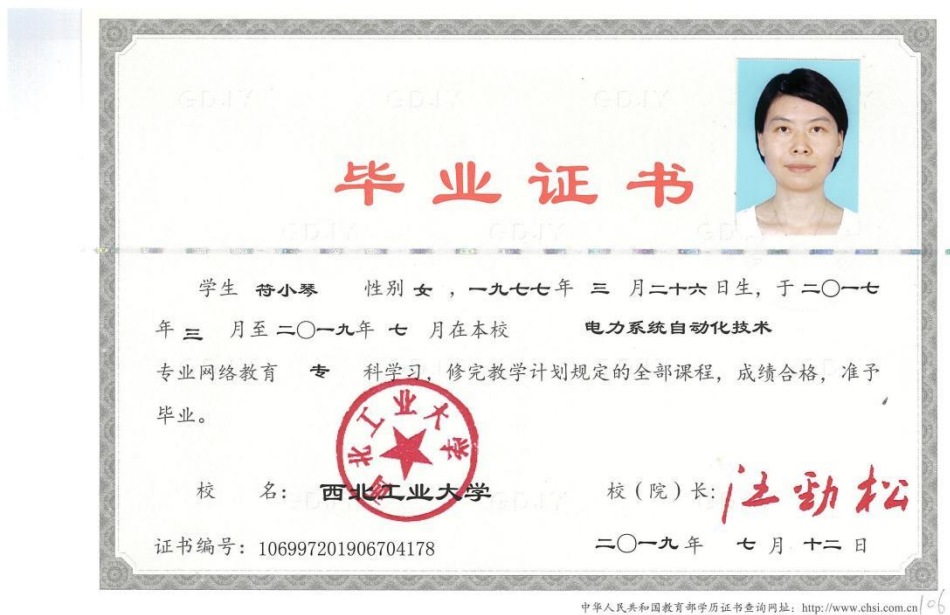 毕业证书
学生 符小琴 性别 女 ，一九七七年 三 月二十六日生，于二〇一七
年 三 月至二〇一九年 七 月在本校 电力系统自动化技术
专业网络教育 专 科学习，修完教学计划规定的全部课程，成绩合格，准予
毕业。
西北工业大学
校 名： 西北工业大学 校（院）长：汪劲松
证书编号：106997201906704178 二〇一九年 七 月 十二 日
中华人民共和国教育部学历证书查询网址：http://www.chsi.com.cn
106